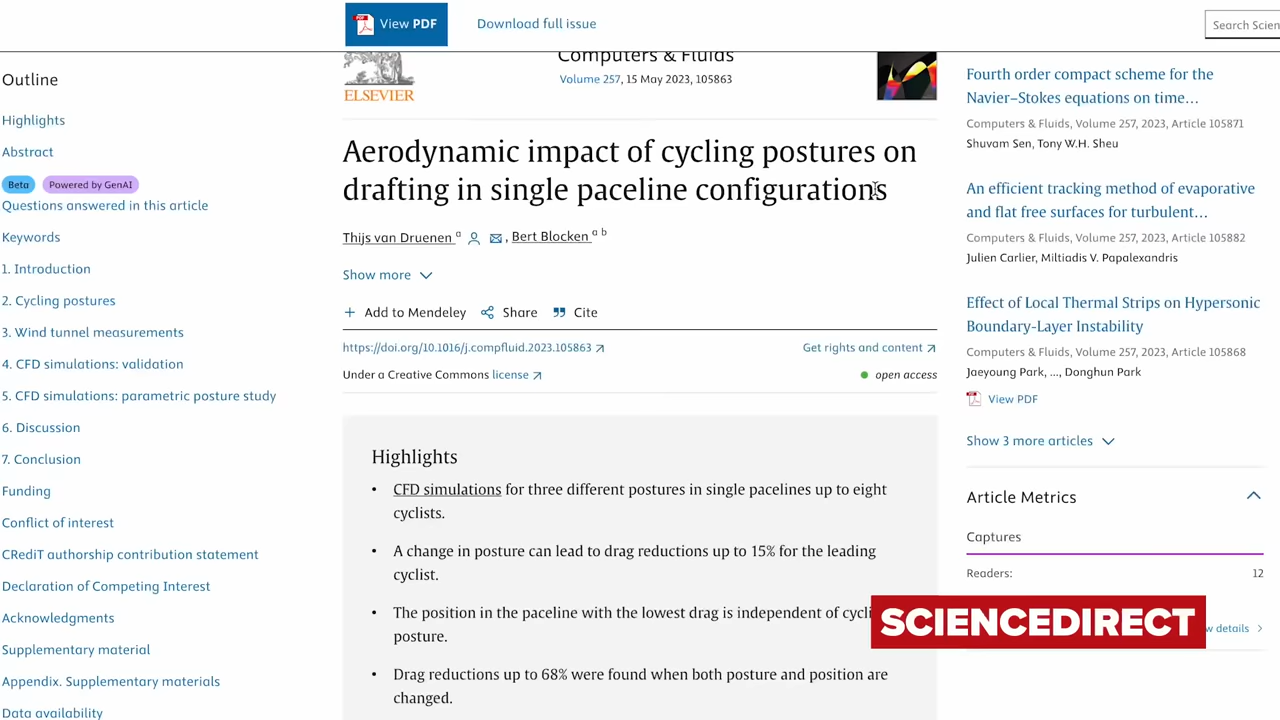 View PDF
Download full issue
Search Scien
Outline
Highlights
Abstract
Beta
Powered by GenAI
Questions answered in this article
Keywords
1. Introduction
2. Cycling postures
3. Wind tunnel measurements
4. CFD simulations: validation
5. CFD simulations: parametric posture study
6. Discussion
7. Conclusion
Funding
Conflict of interest
CRediT authorship contribution statement
Declaration of Competing Interest
Acknowledgments
Supplementary material
Appendix. Supplementary materials
Data availability
ELSEVIER
Computers & Fluids
Volume 257, 15 May 2023, 105863
Aerodynamic impact of cycling postures on
drafting in single paceline configurations
Thijs van Druenen a, Bert Blocken a b
Show more
Add to Mendeley Share Cite
https://doi.org/10.1016/j.compfluid.2023.105863
Get rights and content
Under a Creative Commons license
open access
Highlights
• CFD simulations for three different postures in single pacelines up to eight
cyclists.
• A change in posture can lead to drag reductions up to 15% for the leading
cyclist.
• The position in the paceline with the lowest drag is independent of cycli
posture.
• Drag reductions up to 68% were found when both posture and position are
changed.
Fourth order compact scheme for the
Navier–Stokes equations on time…
Computers & Fluids, Volume 257, 2023, Article 105871
Shuvam Sen, Tony W.H. Sheu
An efficient tracking method of evaporative
and flat free surfaces for turbulent…
Computers & Fluids, Volume 257, 2023, Article 105882
Julien Carlier, Miltiadis V. Papalexandris
Effect of Local Thermal Strips on Hypersonic
Boundary-Layer Instability
Computers & Fluids, Volume 257, 2023, Article 105868
Jaeyoung Park, ..., Donghun Park
View PDF
Show 3 more articles
Article Metrics
Captures
Readers: 12
w details
SCIENCEDIRECT